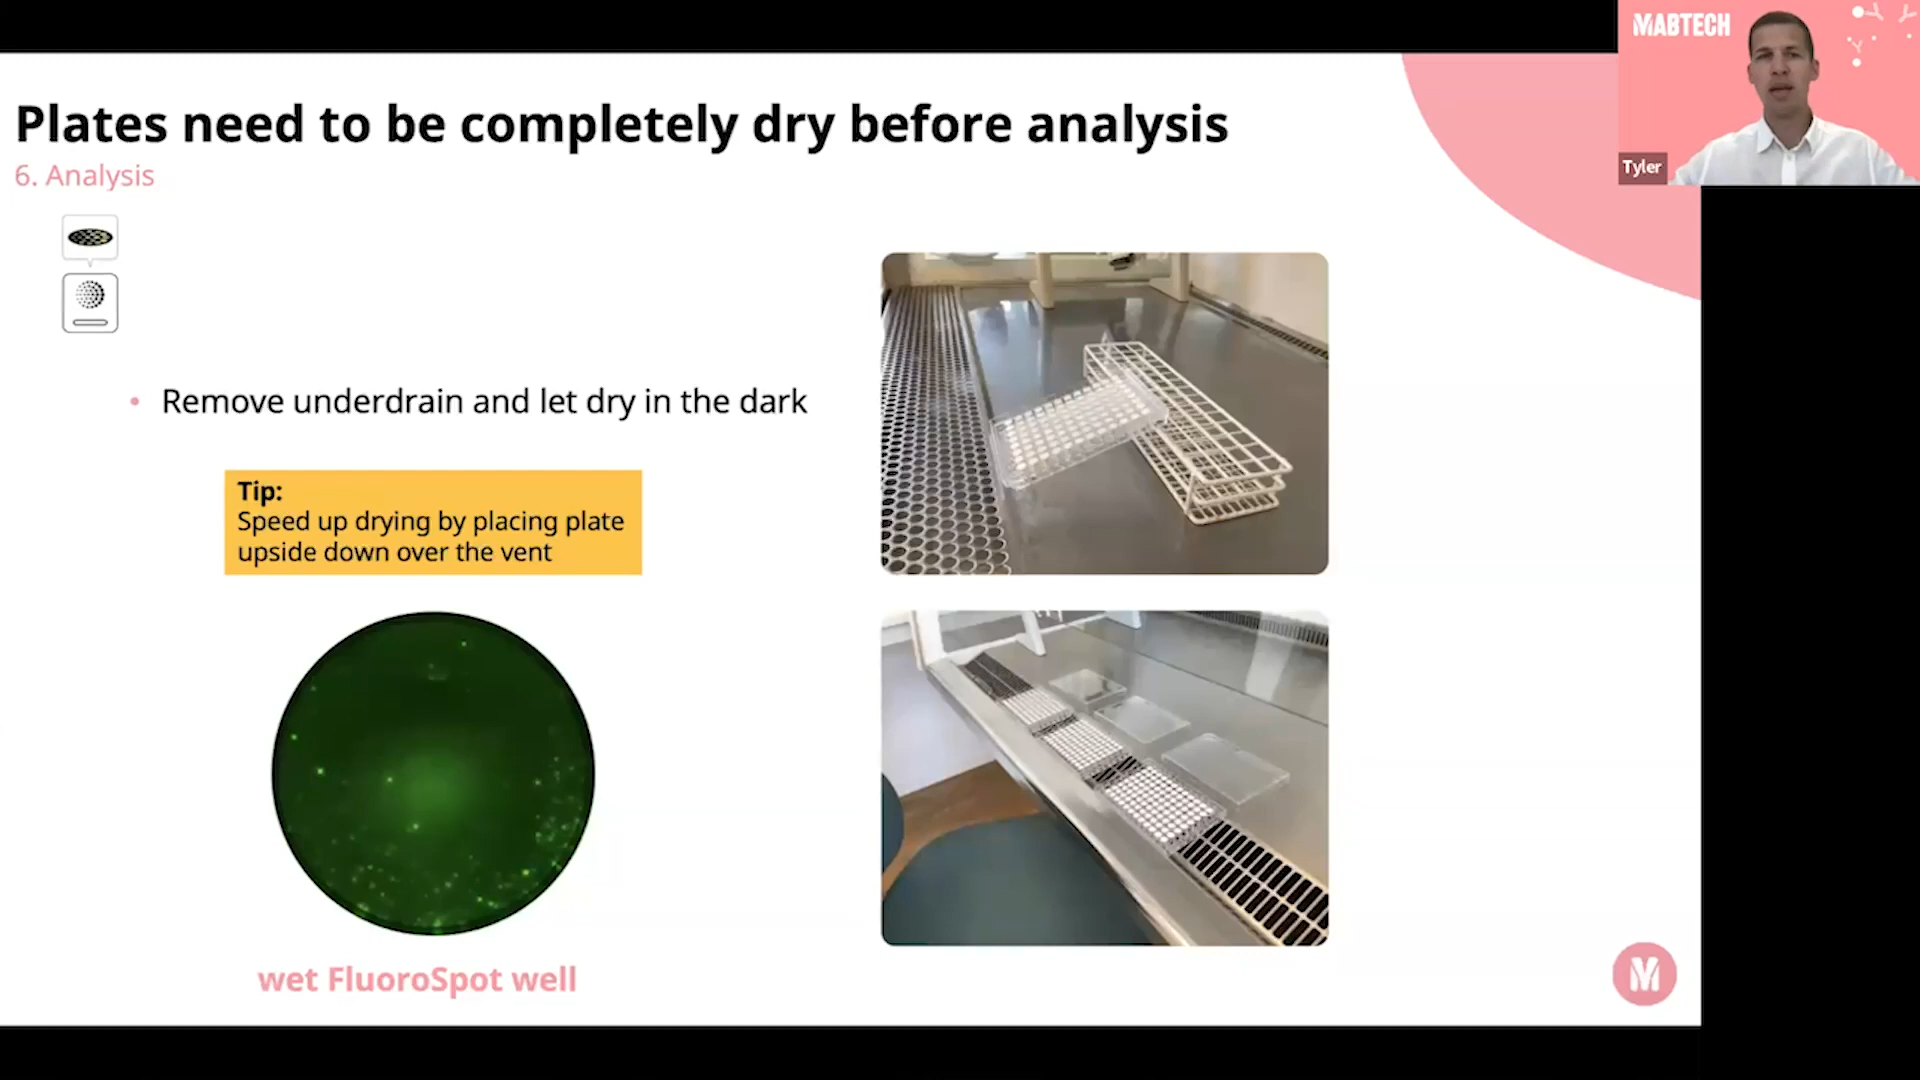 MABTECH
Tyler
Plates need to be completely dry before analysis
6. Analysis
• Remove underdrain and let dry in the dark
Tip:
Speed up drying by placing plate
upside down over the vent
wet FluoroSpot well
M